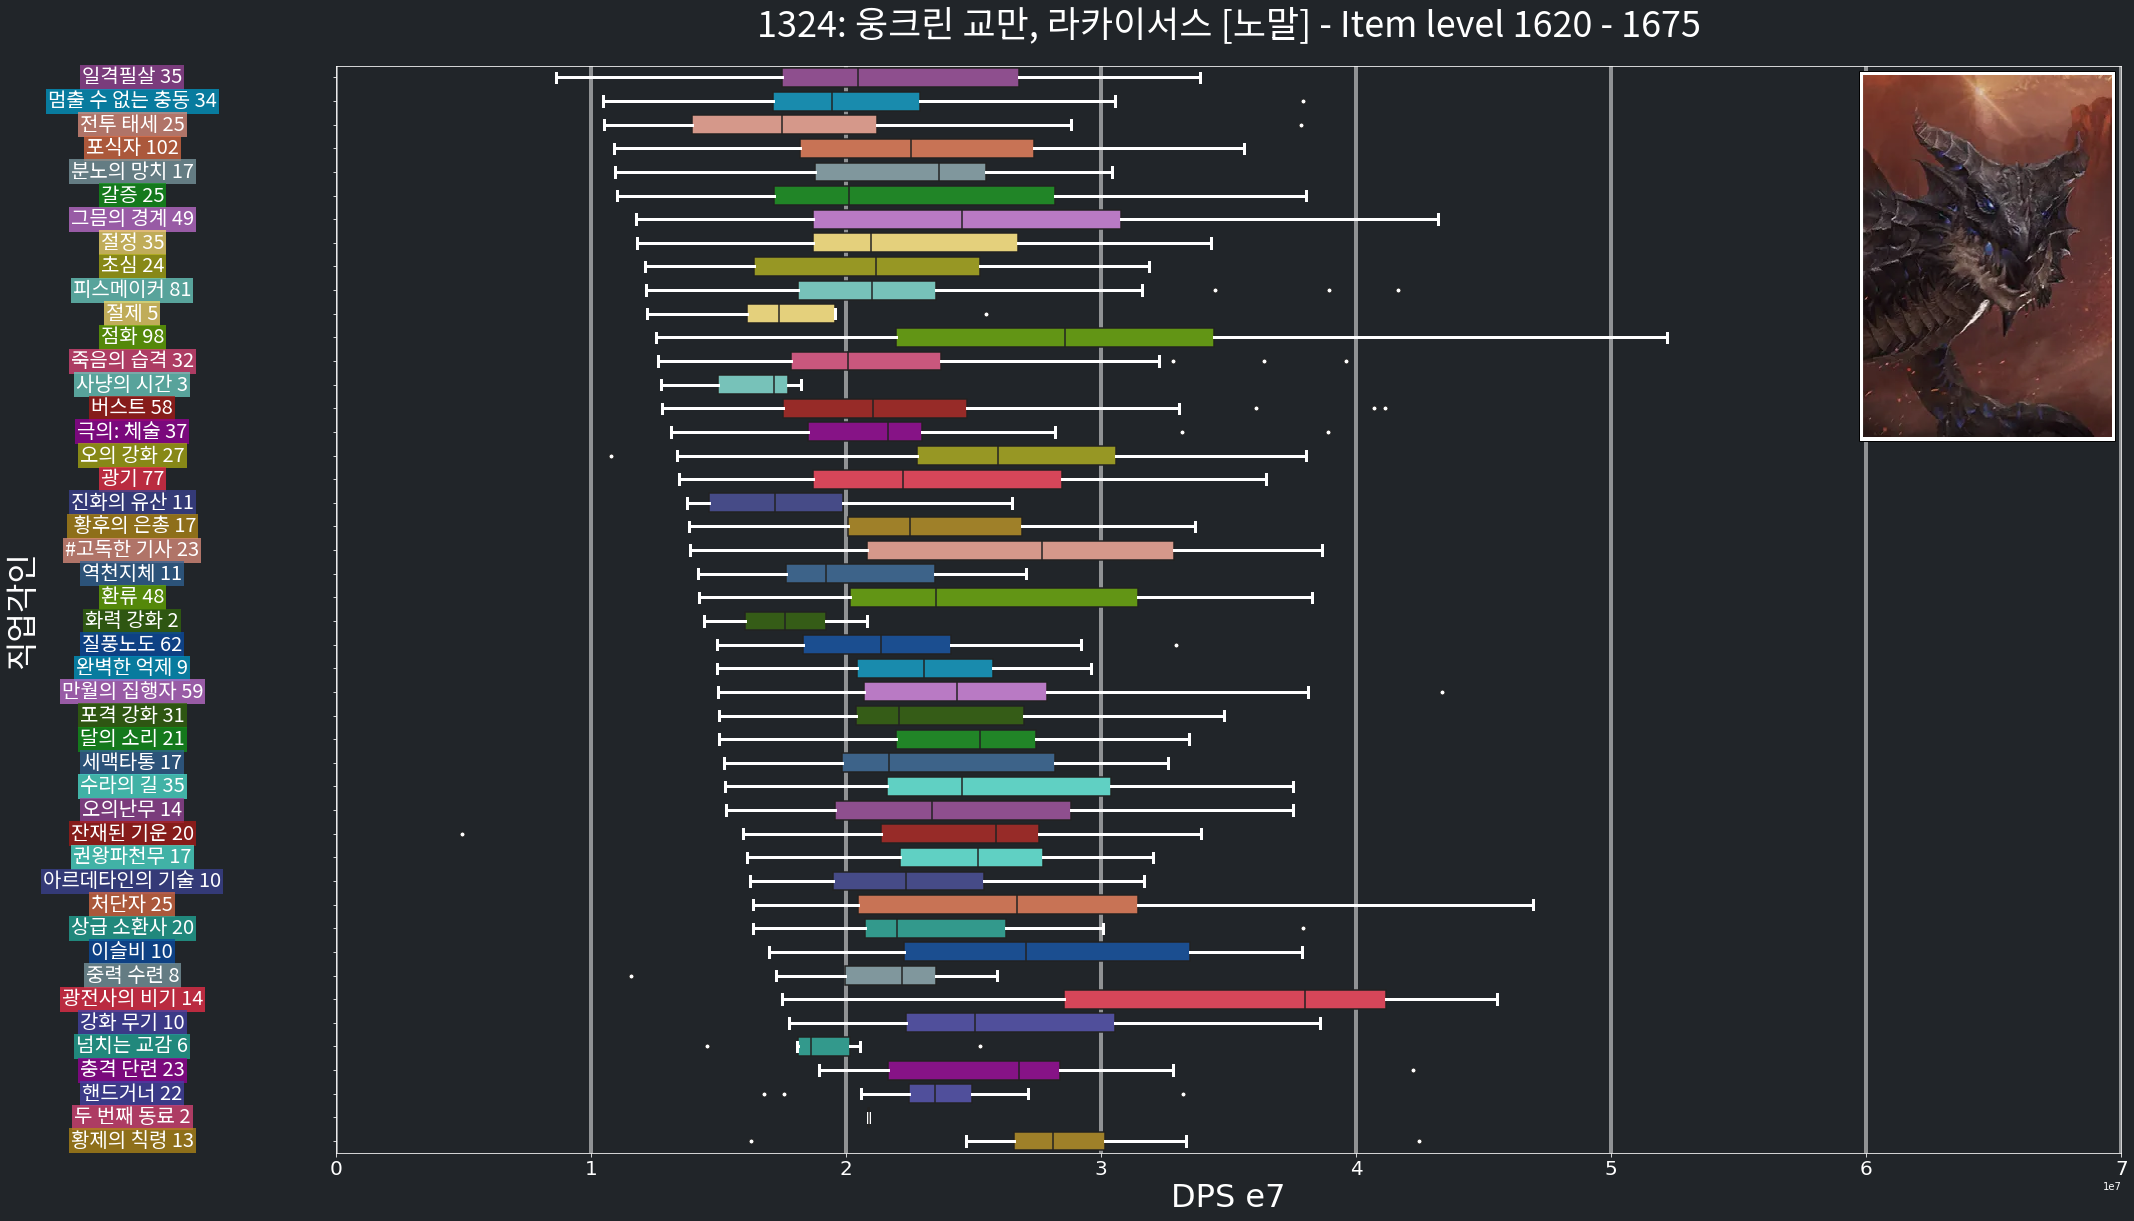 1324: 웅크린 교만, 라카이서스 [노말] - Item level 1620 - 1675
일격필살 35
멈출 수 없는 충동 34
전투 태세 25
포식자 102
분노의 망치 17
갈증 25
그믐의 경계 49
절정 35
초심 24
피스메이커 81
절제 5
점화 98
죽음의 습격 32
사냥의 시간 3
버스트 58
극의: 체술 37
오의 강화 27
광기 77
진화의 유산 11
황후의 은총 17
#고독한 기사 23
역천지체 11
환류 48
화력 강화 2
질풍노도 62
완벽한 억제 9
만월의 집행자 59
포격 강화 31
달의 소리 21
세맥타통 17
수라의 길 35
오의난무 14
잔재된 기운 20
권왕파천무 17
아르데타인의 기술 10
처단자 25
상급 소환사 20
이슬비 10
중력 수련 8
광전사의 비기 14
강화 무기 10
넘치는 교감 6
충격 단련 23
핸드거너 22
두 번째 동료 2
황제의 칙령 13
직업각인
0 1 2 3 4 5 6 7
1e7
DPS e7